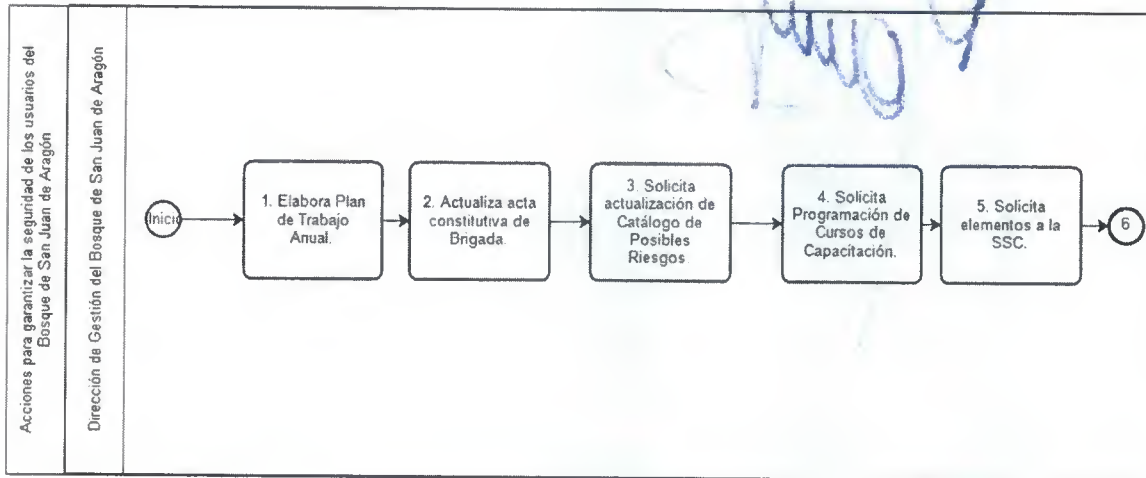 Acciones para garantizar la seguridad de los usuarios del
Bosque de San Juan de Aragón
Dirección de Gestión del Bosque de San Juan de Aragón
Inicio
1. Elabora Plan
de Trabajo
Anual.
2. Actualiza acta
constitutiva de
Brigada.
3. Solicita
actualización de
Catálogo de
Posibles
Riesgos
4. Solicita
Programación de
Cursos de
Capacitación.
5. Solicita
elementos a la
SSC.
6